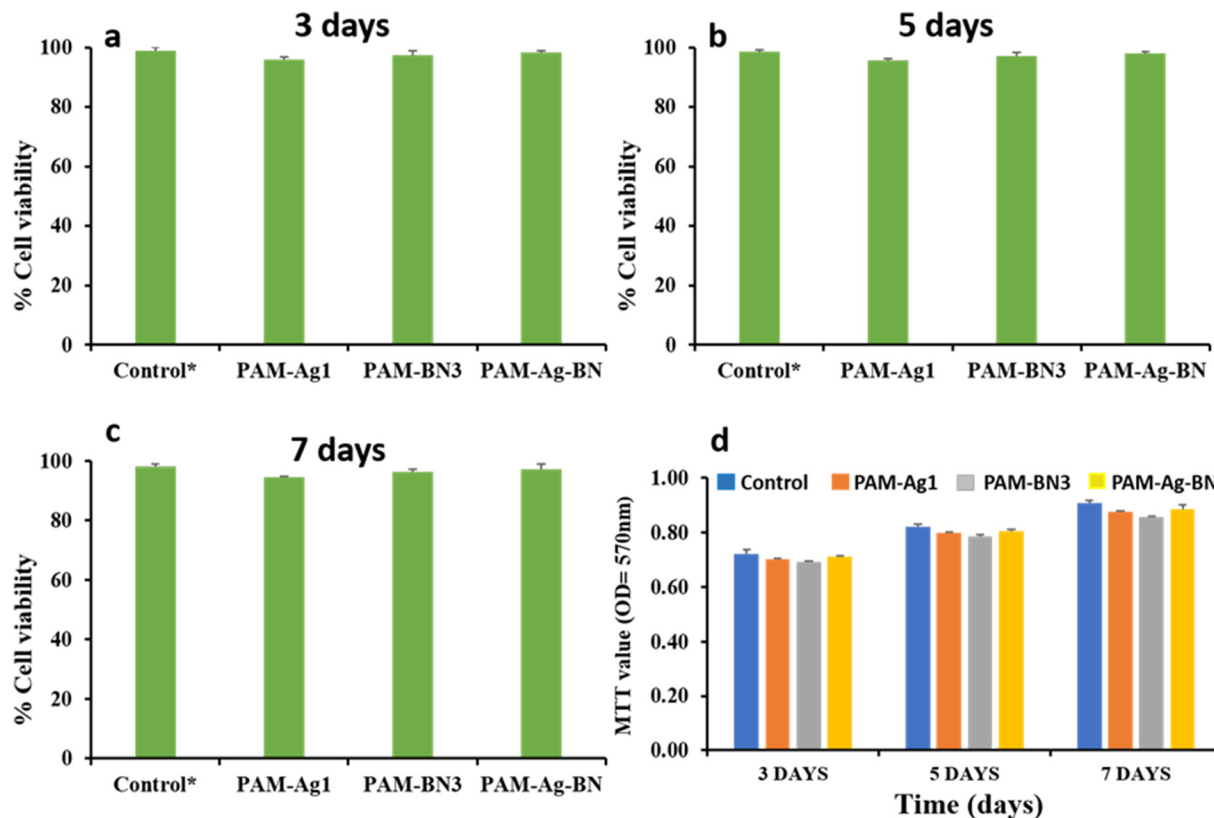 a
3 days
% Cell viability
100
80
60
40
20
0
Control* PAM-Ag1 PAM-BN3 PAM-Ag-BN
b
5 days
% Cell viability
100
80
60
40
20
0
Control* PAM-Ag1 PAM-BN3 PAM-Ag-BN
c
7 days
% Cell viability
100
80
60
40
20
0
Control* PAM-Ag1 PAM-BN3 PAM-Ag-BN
d
Control PAM-Ag1 PAM-BN3 PAM-Ag-BN
MTT value (OD= 570nm)
1.00
0.80
0.60
0.40
0.20
0.00
3 DAYS 5 DAYS 7 DAYS
Time (days)